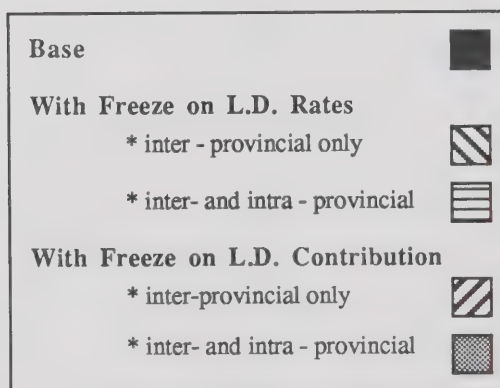 Base
With Freeze on L.D. Rates
* inter - provincial only
* inter- and intra - provincial
With Freeze on L.D. Contribution
* inter-provincial only
* inter- and intra - provincial